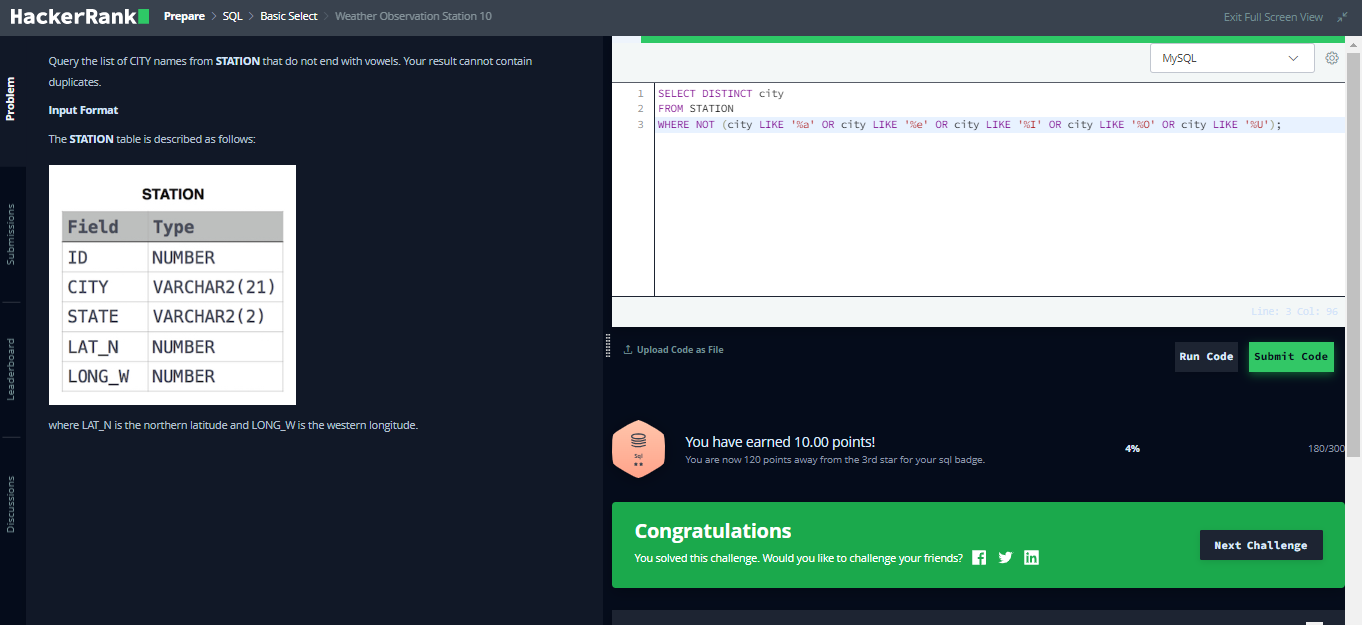 HackerRank
Prepare > SQL > Basic Select > Weather Observation Station 10
Exit Full Screen View
Problem
Submissions
Leaderboard
Discussions
Query the list of CITY names from STATION that do not end with vowels. Your result cannot contain
duplicates.
Input Format
The STATION table is described as follows:
STATION
Field Type
ID NUMBER
CITY VARCHAR2(21)
STATE VARCHAR2(2)
LAT_N NUMBER
LONG_W NUMBER
where LAT_N is the northern latitude and LONG_W is the western longitude.
MySQL
1 SELECT DISTINCT city
2 FROM STATION
3 WHERE NOT (city LIKE '%a' OR city LIKE '%e' OR city LIKE '%I' OR city LIKE '%O' OR city LIKE '%U');
Line: 3 Col: 96
Upload Code as File
Run Code
Submit Code
Sql
You have earned 10.00 points!
You are now 120 points away from the 3rd star for your sql badge.
4%
180/300
Congratulations
You solved this challenge. Would you like to challenge your friends?
Next Challenge